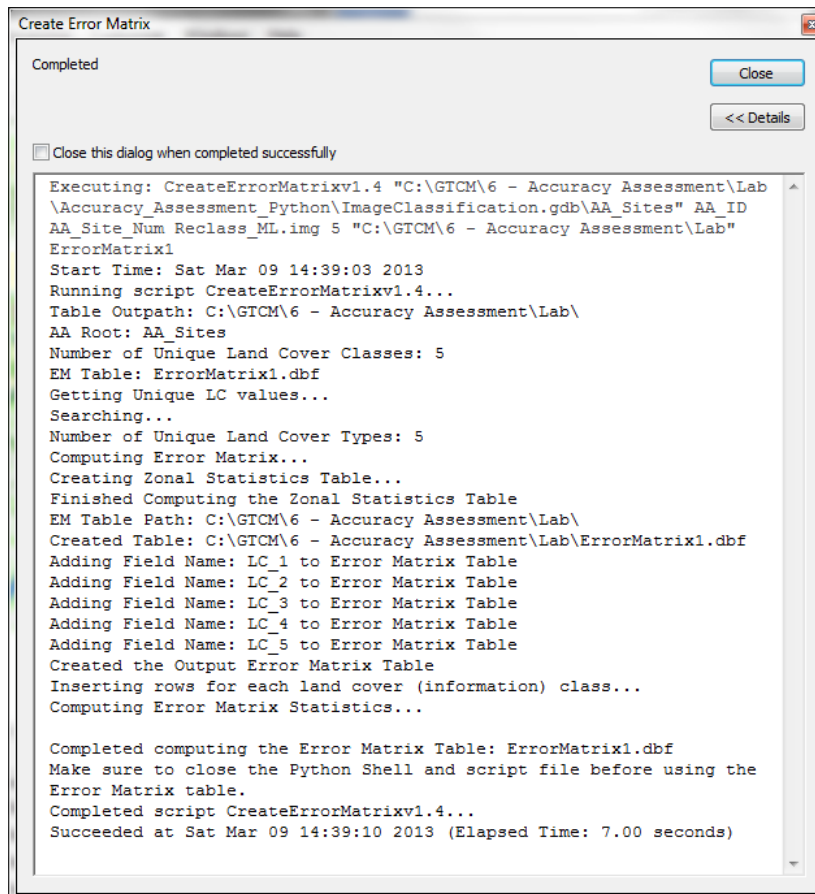 Create Error Matrix
Completed
Close
<< Details
Close this dialog when completed successfully
Executing: CreateErrorMatrixv1.4 "C:\GTCM\6 - Accuracy Assessment\Lab
\Accuracy_Assessment_Python\ImageClassification.gdb\AA_Sites" AA_ID
AA_Site_Num Reclass_ML.img 5 "C:\GTCM\6 - Accuracy Assessment\Lab"
ErrorMatrix1
Start Time: Sat Mar 09 14:39:03 2013
Running script CreateErrorMatrixv1.4...
Table Outpath: C:\GTCM\6 - Accuracy Assessment\Lab\
AA Root: AA_Sites
Number of Unique Land Cover Classes: 5
EM Table: ErrorMatrix1.dbf
Getting Unique LC values...
Searching...
Number of Unique Land Cover Types: 5
Computing Error Matrix...
Creating Zonal Statistics Table...
Finished Computing the Zonal Statistics Table
EM Table Path: C:\GTCM\6 - Accuracy Assessment\Lab\
Created Table: C:\GTCM\6 - Accuracy Assessment\Lab\ErrorMatrix1.dbf
Adding Field Name: LC_1 to Error Matrix Table
Adding Field Name: LC_2 to Error Matrix Table
Adding Field Name: LC_3 to Error Matrix Table
Adding Field Name: LC_4 to Error Matrix Table
Adding Field Name: LC_5 to Error Matrix Table
Created the Output Error Matrix Table
Inserting rows for each land cover (information) class...
Computing Error Matrix Statistics...
Completed computing the Error Matrix Table: ErrorMatrix1.dbf
Make sure to close the Python Shell and script file before using the
Error Matrix table.
Completed script CreateErrorMatrixv1.4...
Succeeded at Sat Mar 09 14:39:10 2013 (Elapsed Time: 7.00 seconds)